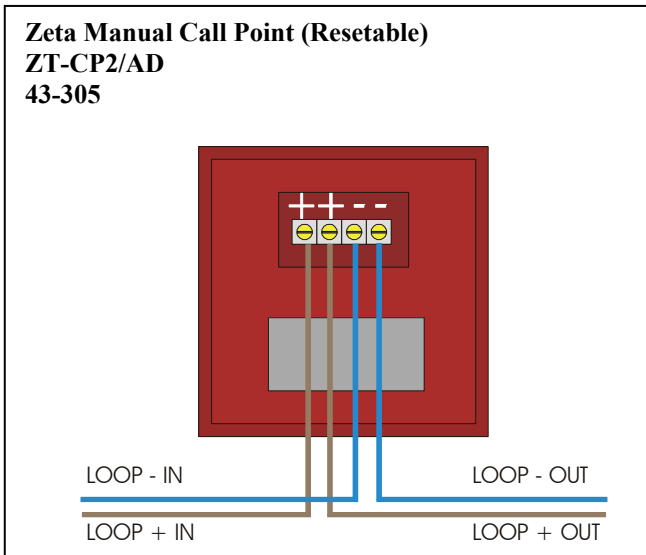 Zeta Manual Call Point (Resetable)
ZT-CP2/AD
43-305
+ + - -
LOOP - IN LOOP - OUT
LOOP + IN LOOP + OUT